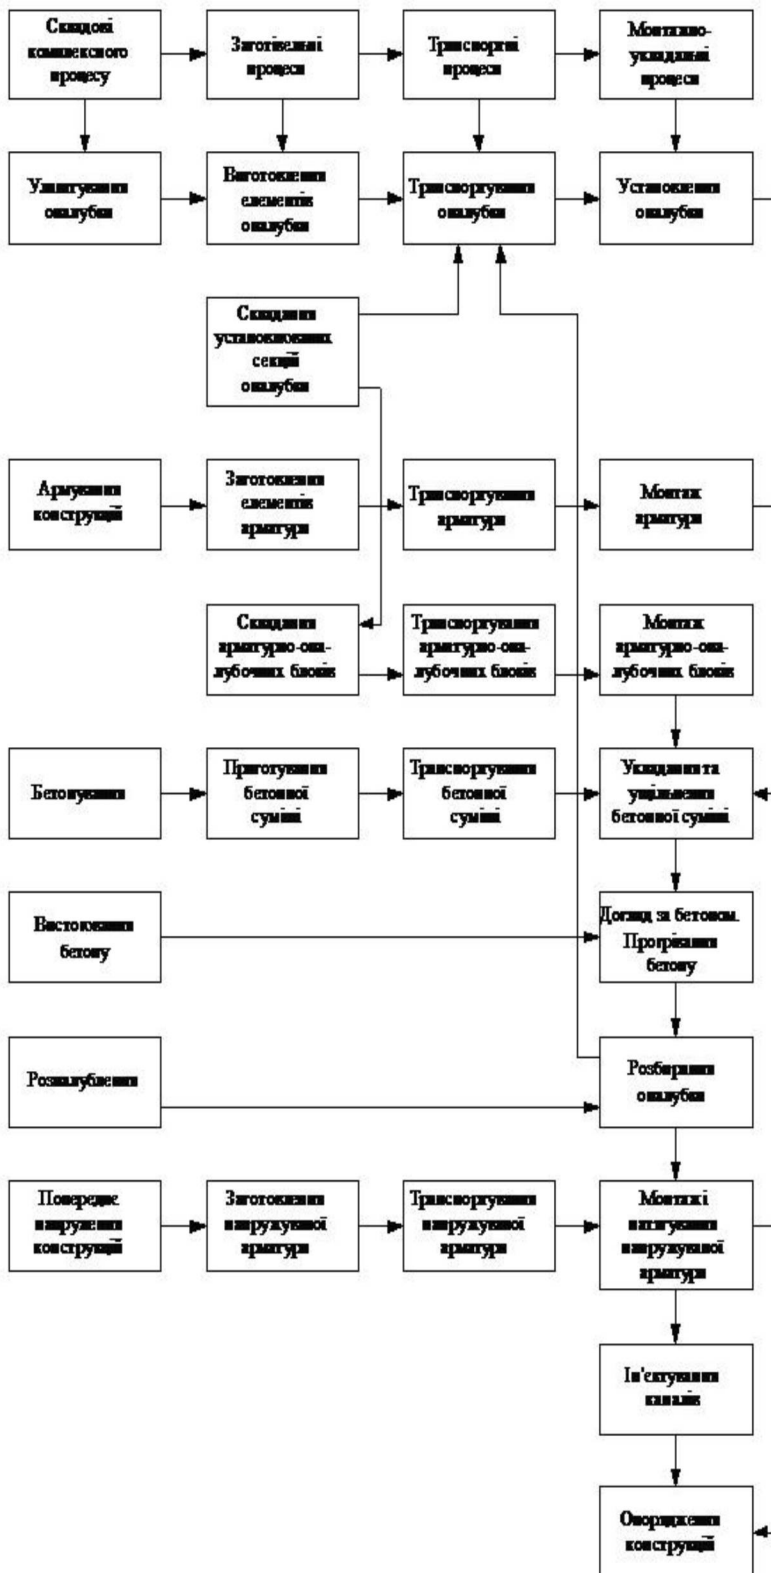 Складові
комплексного
процесу
Заготівельні
процеси
Транспортні
процеси
Монтажно-
укладальні
процеси
Улаштування
опалубки
Виготовлення
елементів
опалубки
Транспортування
опалубки
Установлення
опалубки
Складання
установлюваних
секцій
опалубки
Армування
конструкцій
Заготовлення
елементів
арматури
Транспортування
арматури
Монтаж
арматури
Складання
арматурно-опа-
лубочних блоків
Транспортування
арматурно-опа-
лубочних блоків
Монтаж
арматурно-опа-
лубочних блоків
Бетонування
Приготування
бетонної
суміші
Транспортування
бетонної
суміші
Укладання та
ущільнення
бетонної суміші
Вистоювання
бетону
Догляд за бетоном.
Прогрівання
бетону
Розпалублення
Розбирання
опалубки
Попереднє
напруження
конструкцій
Заготовлення
напружуваної
арматури
Транспортування
напружуваної
арматури
Монтаж і
натягування
напружуваної
арматури
Ін'єктування
каналів
Опорядження
конструкцій